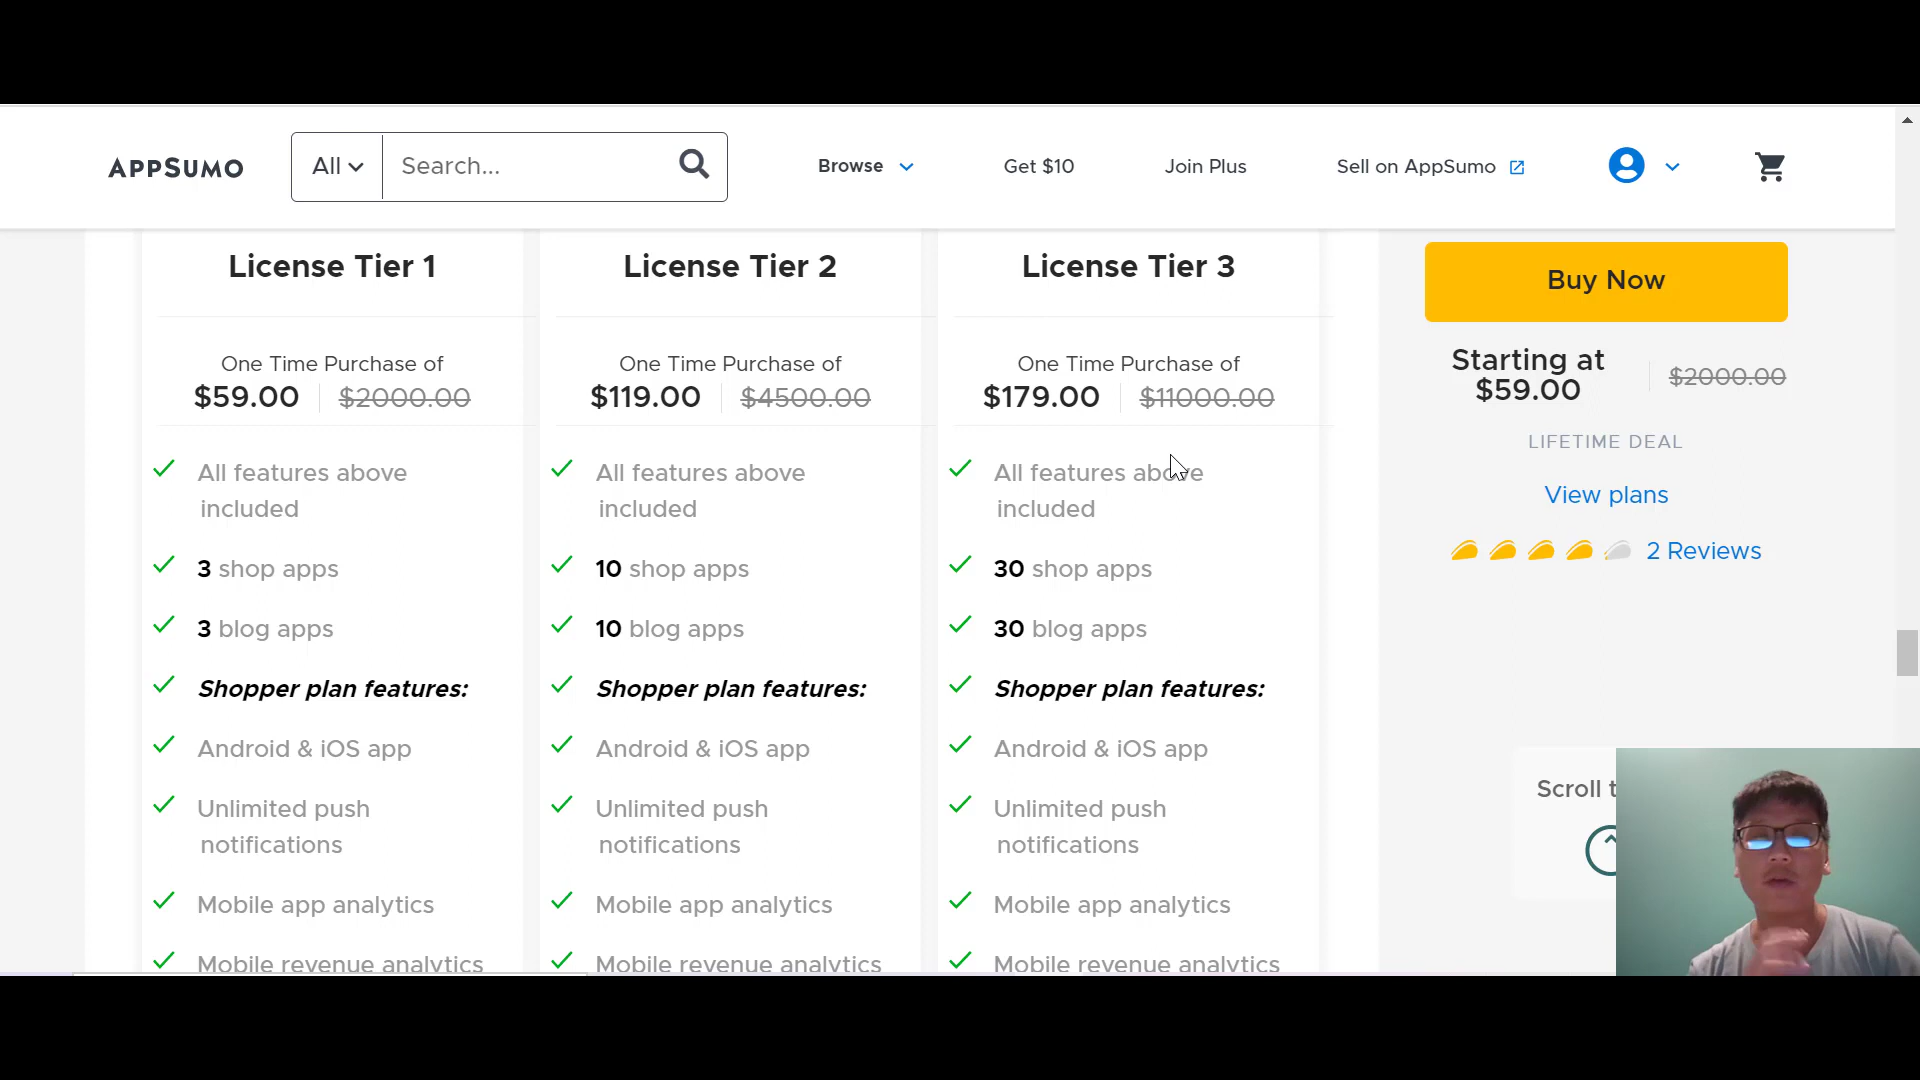 APPSUMO
All
Search...
Browse
Get $10
Join Plus
Sell on AppSumo
License Tier 1
One Time Purchase of
$59.00 $2000.00
All features above
included
3 shop apps
3 blog apps
Shopper plan features:
Android & iOS app
Unlimited push
notifications
Mobile app analytics
Mobile revenue analytics
License Tier 2
One Time Purchase of
$119.00 $4500.00
All features above
included
10 shop apps
10 blog apps
Shopper plan features:
Android & iOS app
Unlimited push
notifications
Mobile app analytics
Mobile revenue analytics
License Tier 3
One Time Purchase of
$179.00 $11000.00
All features above
included
30 shop apps
30 blog apps
Shopper plan features:
Android & iOS app
Unlimited push
notifications
Mobile app analytics
Mobile revenue analytics
Buy Now
Starting at
$59.00 $2000.00
LIFETIME DEAL
View plans
2 Reviews
Scroll t